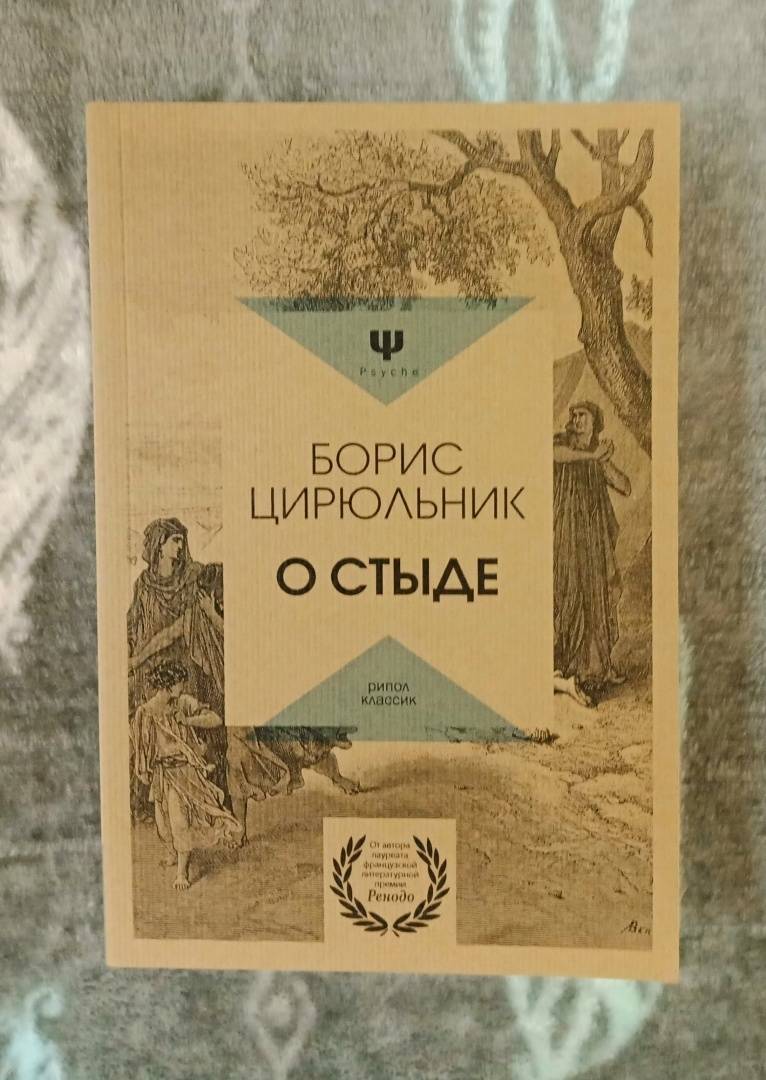 Ψ
Psyche
БОРИС
ЦИРЮЛЬНИК
О СТЫДЕ
РИПОЛ
КЛАССИК
От автора
лауреата
французской
литературной
премии
Ренодо